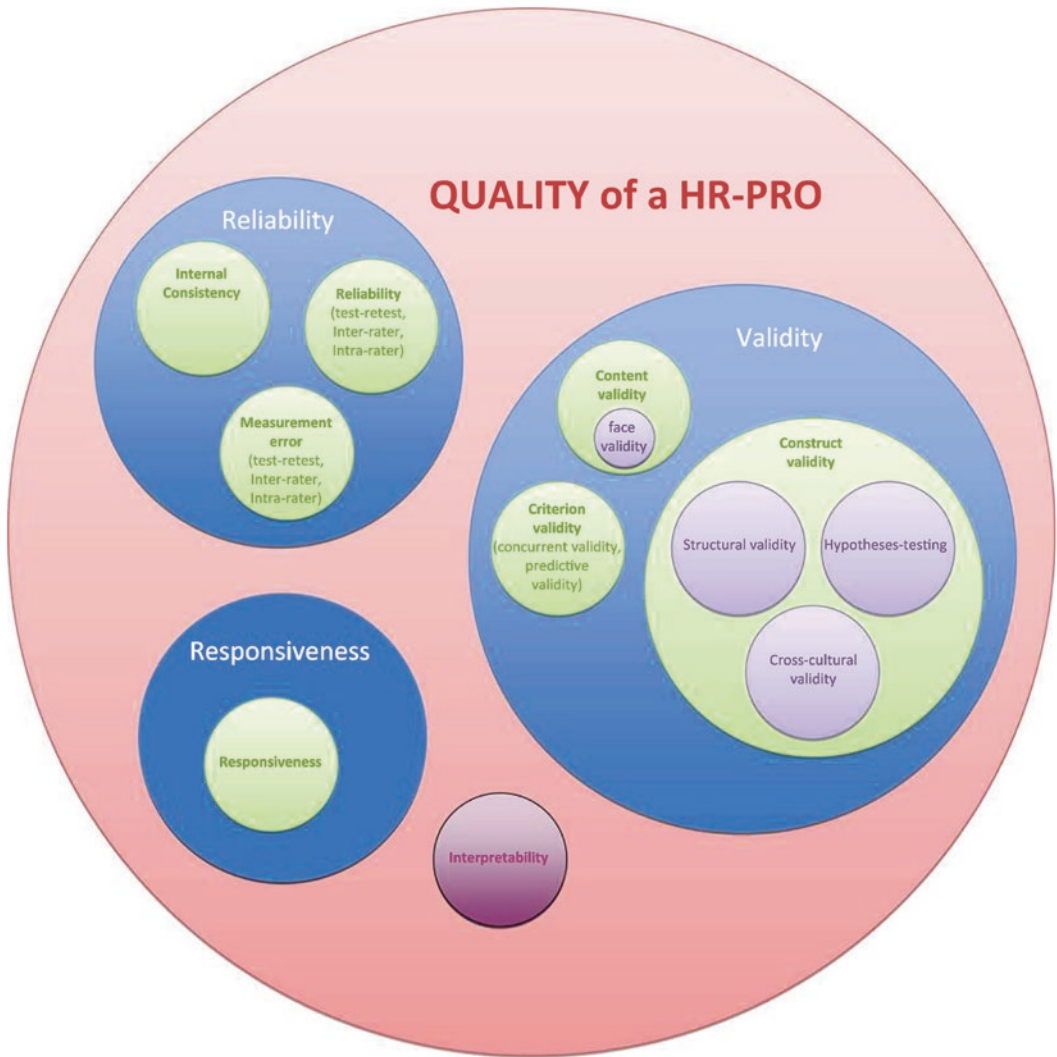 QUALITY of a HR-PRO
Reliability
Internal
Consistency
Reliability
(test-retest,
Inter-rater,
Intra-rater)
Measurement
error
(test-retest,
Inter-rater,
Intra-rater)
Validity
Content
validity
face
validity
Construct
validity
Criterion
validity
(concurrent validity,
predictive
validity)
Structural validity
Hypotheses-testing
Cross-cultural
validity
Responsiveness
Responsiveness
Interpretability